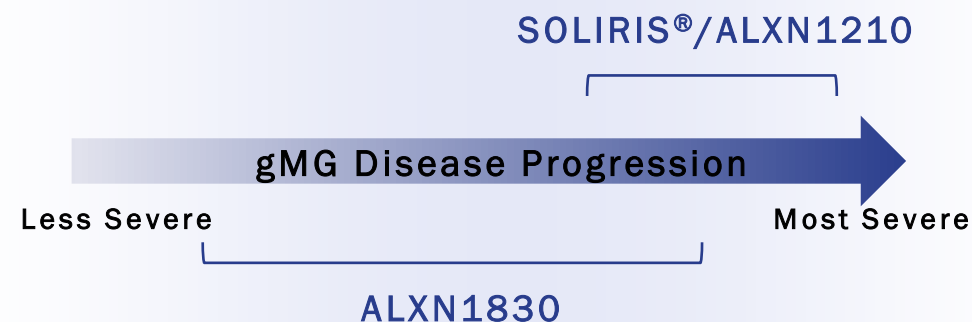 SOLIRIS®/ALXN1210
gMG Disease Progression
Less Severe
Most Severe
ALXN1830